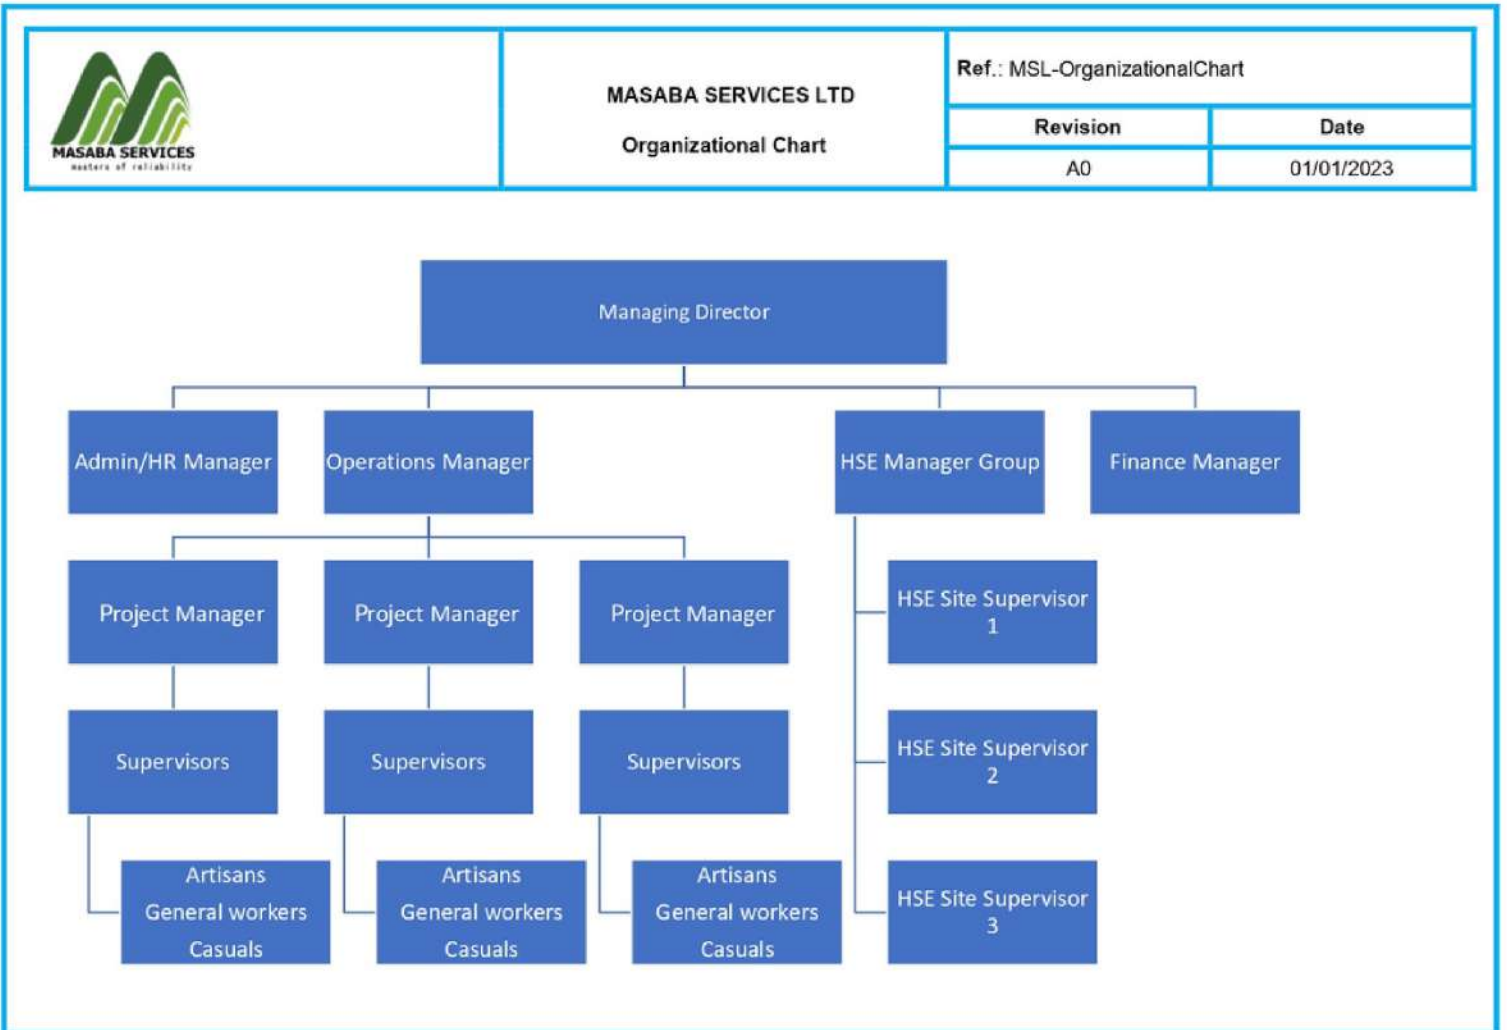 MASABA SERVICES
masters of reliability
MASABA SERVICES LTD
Organizational Chart
Ref.: MSL-OrganizationalChart
Revision
Date
A0
01/01/2023
Managing Director
Admin/HR Manager
Operations Manager
HSE Manager Group
Finance Manager
Project Manager
Project Manager
Project Manager
HSE Site Supervisor
1
Supervisors
Supervisors
Supervisors
HSE Site Supervisor
2
Artisans
General workers
Casuals
Artisans
General workers
Casuals
Artisans
General workers
Casuals
HSE Site Supervisor
3